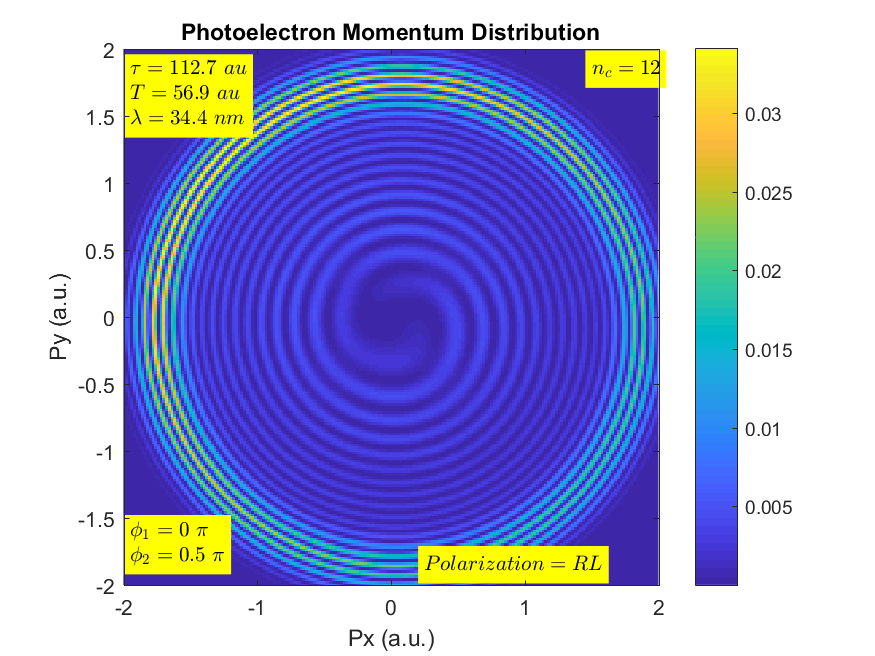 Photoelectron Momentum Distribution
τ = 112.7 au
T = 56.9 au
λ = 34.4 nm
n_c = 12
2
1.5
1
0.5
0
-0.5
-1
-1.5
-2
Py (a.u.)
ϕ₁ = 0 π
ϕ₂ = 0.5 π
Polarization = RL
-2 -1 0 1 2
Px (a.u.)
0.03
0.025
0.02
0.015
0.01
0.005